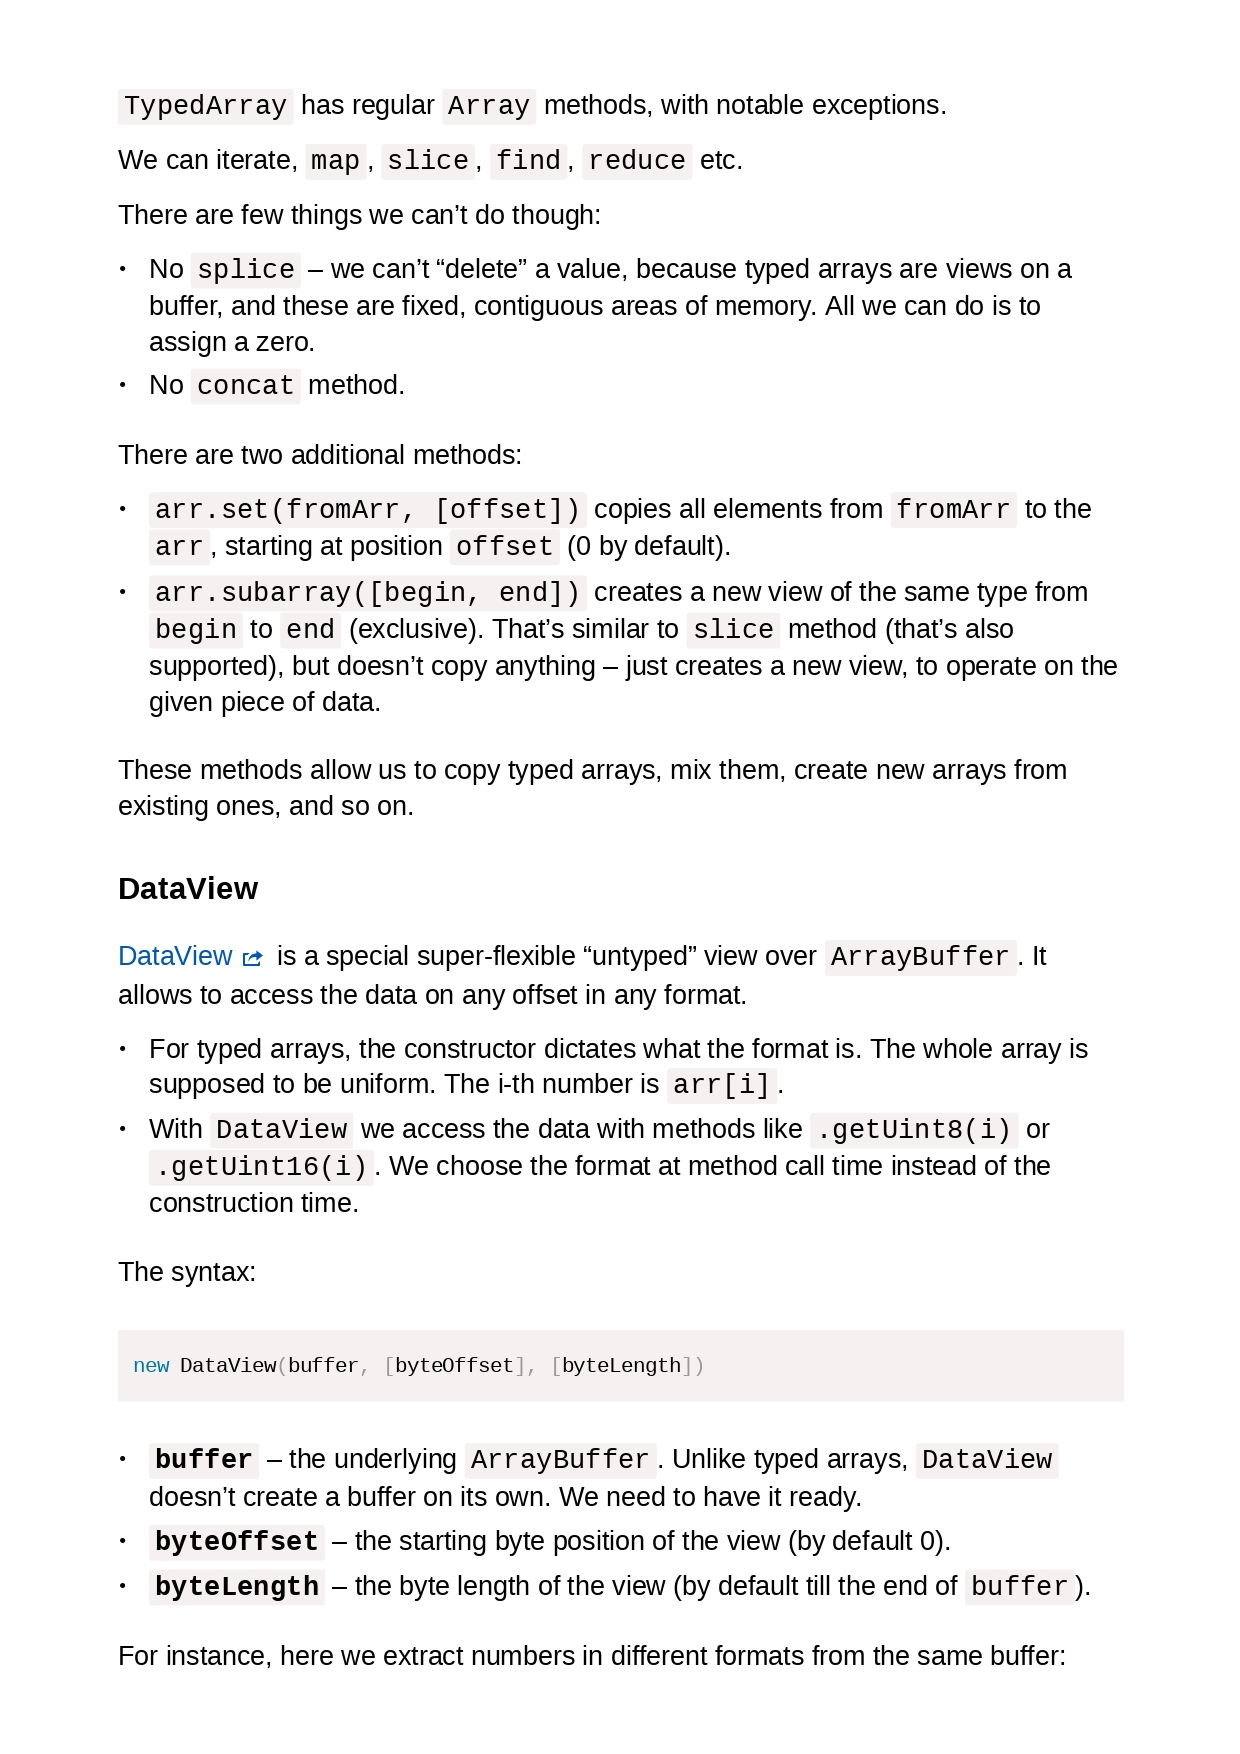 TypedArray has regular Array methods, with notable exceptions.
We can iterate, map, slice, find, reduce etc.
There are few things we can’t do though:
• No splice – we can’t “delete” a value, because typed arrays are views on a
buffer, and these are fixed, contiguous areas of memory. All we can do is to
assign a zero.
• No concat method.
There are two additional methods:
• arr.set(fromArr, [offset]) copies all elements from fromArr to the
arr, starting at position offset (0 by default).
• arr.subarray([begin, end]) creates a new view of the same type from
begin to end (exclusive). That’s similar to slice method (that’s also
supported), but doesn’t copy anything – just creates a new view, to operate on the
given piece of data.
These methods allow us to copy typed arrays, mix them, create new arrays from
existing ones, and so on.
DataView
DataView is a special super-flexible “untyped” view over ArrayBuffer. It
allows to access the data on any offset in any format.
• For typed arrays, the constructor dictates what the format is. The whole array is
supposed to be uniform. The i-th number is arr[i].
• With DataView we access the data with methods like .getUint8(i) or
.getUint16(i). We choose the format at method call time instead of the
construction time.
The syntax:
new DataView(buffer, [byteOffset], [byteLength])
• buffer – the underlying ArrayBuffer. Unlike typed arrays, DataView
doesn’t create a buffer on its own. We need to have it ready.
• byteOffset – the starting byte position of the view (by default 0).
• byteLength – the byte length of the view (by default till the end of buffer).
For instance, here we extract numbers in different formats from the same buffer: